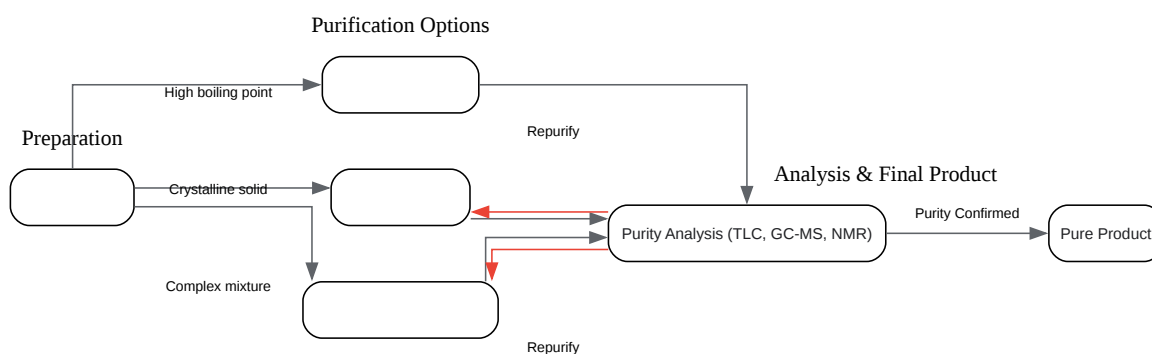 Purification Options
High boiling point
Preparation
Repurify
Analysis & Final Product
Crystalline solid
Purity Confirmed
Purity Analysis (TLC, GC-MS, NMR)
Pure Product
Complex mixture
Repurify